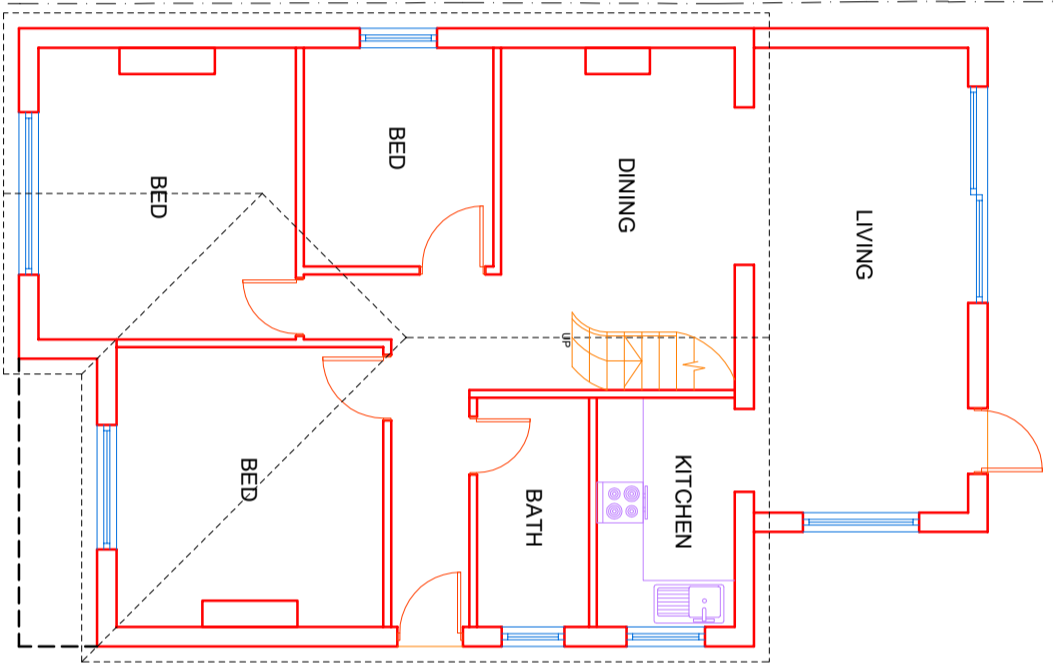 BED
BED
DINING
LIVING
UP
BED
BATH
KITCHEN